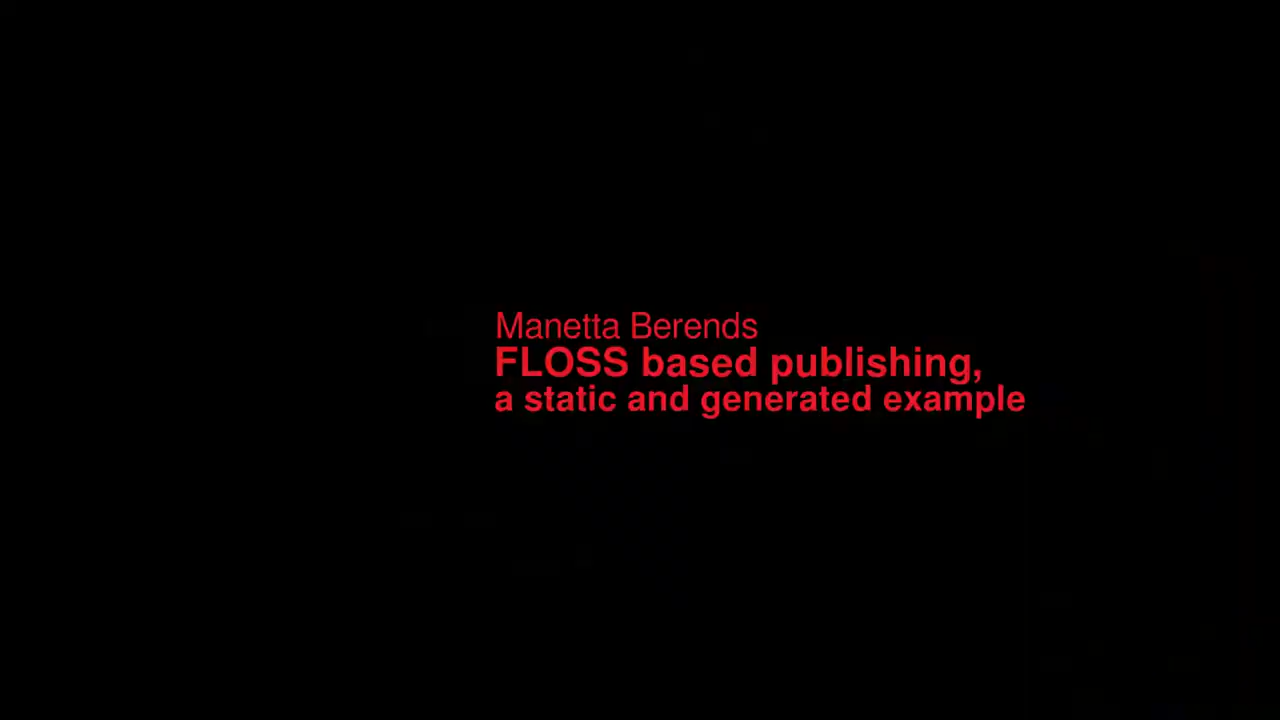 Manetta Berends
FLOSS based publishing,
a static and generated example